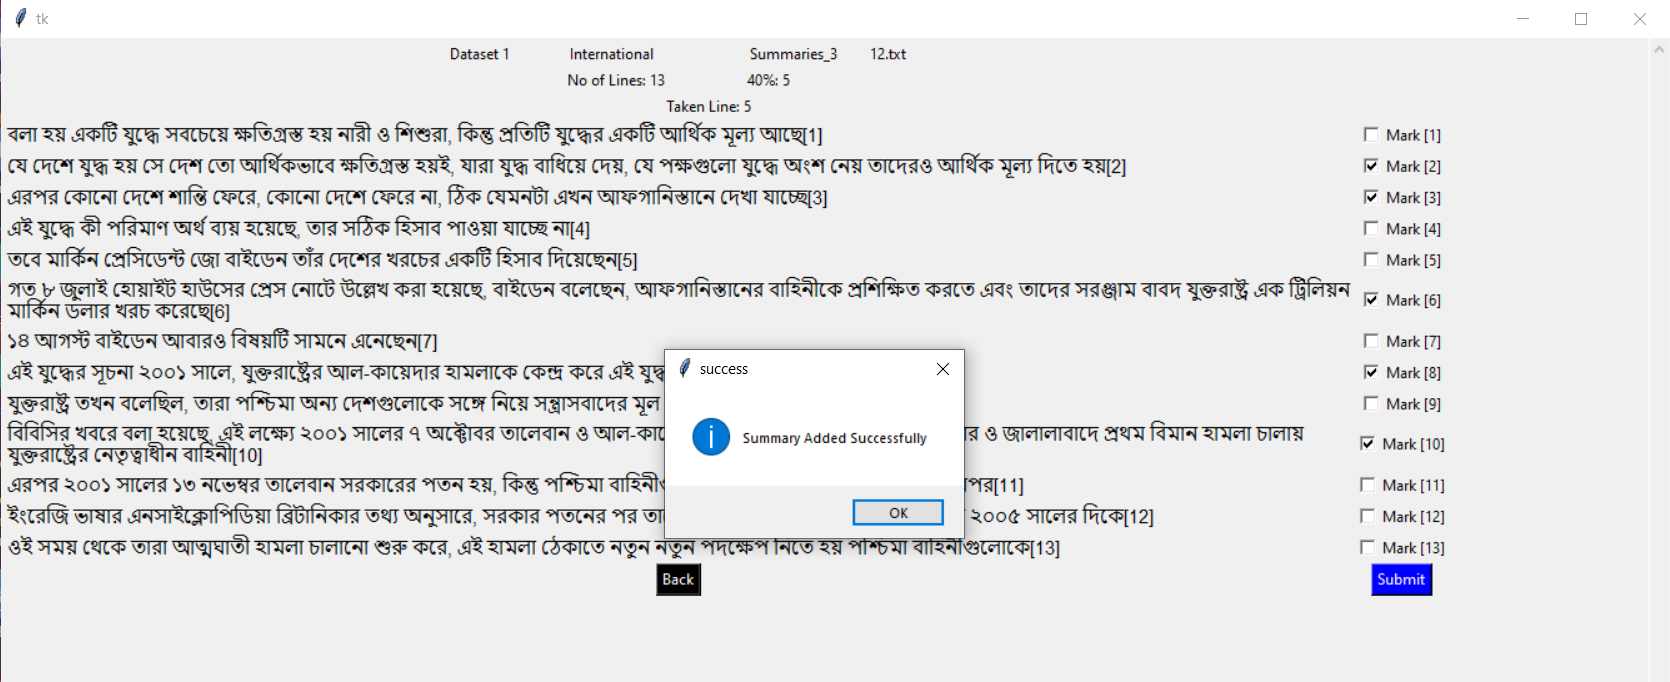 tk
Dataset 1 International Summaries_3 12.txt
No of Lines: 13 40%: 5
Taken Line: 5
বলা হয় একটি যুদ্ধে সবচেয়ে ক্ষতিগ্রস্ত হয় নারী ও শিশুরা, কিন্তু প্রতিটি যুদ্ধের একটি আর্থিক মূল্য আছে[1] Mark [1]
যে দেশে যুদ্ধ হয় সে দেশ তো আর্থিকভাবে ক্ষতিগ্রস্ত হয়ই, যারা যুদ্ধ বাধিয়ে দেয়, যে পক্ষগুলো যুদ্ধে অংশ নেয় তাদেরও আর্থিক মূল্য দিতে হয়[2] Mark [2]
এরপর কোনো দেশে শান্তি ফেরে, কোনো দেশে ফেরে না, ঠিক যেমনটা এখন আফগানিস্তানে দেখা যাচ্ছে[3] Mark [3]
এই যুদ্ধে কী পরিমাণ অর্থ ব্যয় হয়েছে, তার সঠিক হিসাব পাওয়া যাচ্ছে না[4] Mark [4]
তবে মার্কিন প্রেসিডেন্ট জো বাইডেন তাঁর দেশের খরচের একটি হিসাব দিয়েছেন[5] Mark [5]
গত ৮ জুলাই হোয়াইট হাউসের প্রেস নোটে উল্লেখ করা হয়েছে, বাইডেন বলেছেন, আফগানিস্তানের বাহিনীকে প্রশিক্ষিত করতে এবং তাদের সরঞ্জাম বাবদ যুক্তরাষ্ট্র এক ট্রিলিয়ন
মার্কিন ডলার খরচ করেছে[6] Mark [6]
১৪ আগস্ট বাইডেন আবারও বিষয়টি সামনে এনেছেন[7] Mark [7]
এই যুদ্ধের সূচনা ২০০১ সালে, যুক্তরাষ্ট্রের আল-কায়েদার হামলাকে কেন্দ্র করে এই যুদ্ধ Mark [8]
যুক্তরাষ্ট্র তখন বলেছিল, তারা পশ্চিমা অন্য দেশগুলোকে সঙ্গে নিয়ে সন্ত্রাসবাদের মূল Mark [9]
বিবিসির খবরে বলা হয়েছে, এই লক্ষ্যে ২০০১ সালের ৭ অক্টোবর তালেবান ও আল-কায়ে র ও জালালাবাদে প্রথম বিমান হামলা চালায়
যুক্তরাষ্ট্রের নেতৃত্বাধীন বাহিনী[10] Mark [10]
এরপর ২০০১ সালের ১৩ নভেম্বর তালেবান সরকারের পতন হয়, কিন্তু পশ্চিমা বাহিনী পর[11] Mark [11]
ইংরেজি ভাষার এনসাইক্লোপিডিয়া ব্রিটানিকার তথ্য অনুসারে, সরকার পতনের পর তা ২০০৫ সালের দিকে[12] Mark [12]
ওই সময় থেকে তারা আত্মঘাতী হামলা চালানো শুরু করে, এই হামলা ঠেকাতে নতুন নতুন পদক্ষেপ নিতে হয় পশ্চিমা বাহিনীগুলোকে[13] Mark [13]
success
Summary Added Successfully
OK
Back Submit